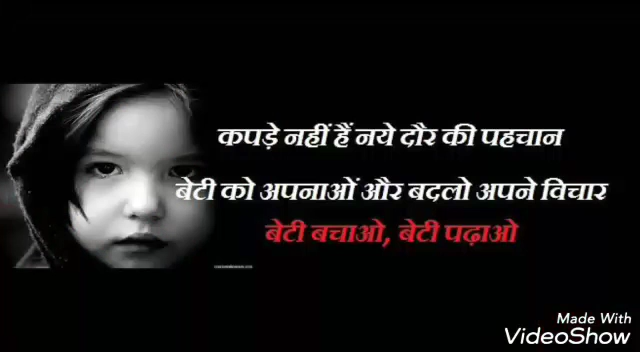 कपड़े नहीं हैं नये दौर की पहचान
बेटी को अपनाओं और बदलो अपने विचार
बेटी बचाओ, बेटी पढ़ाओ
Made With
VideoShow